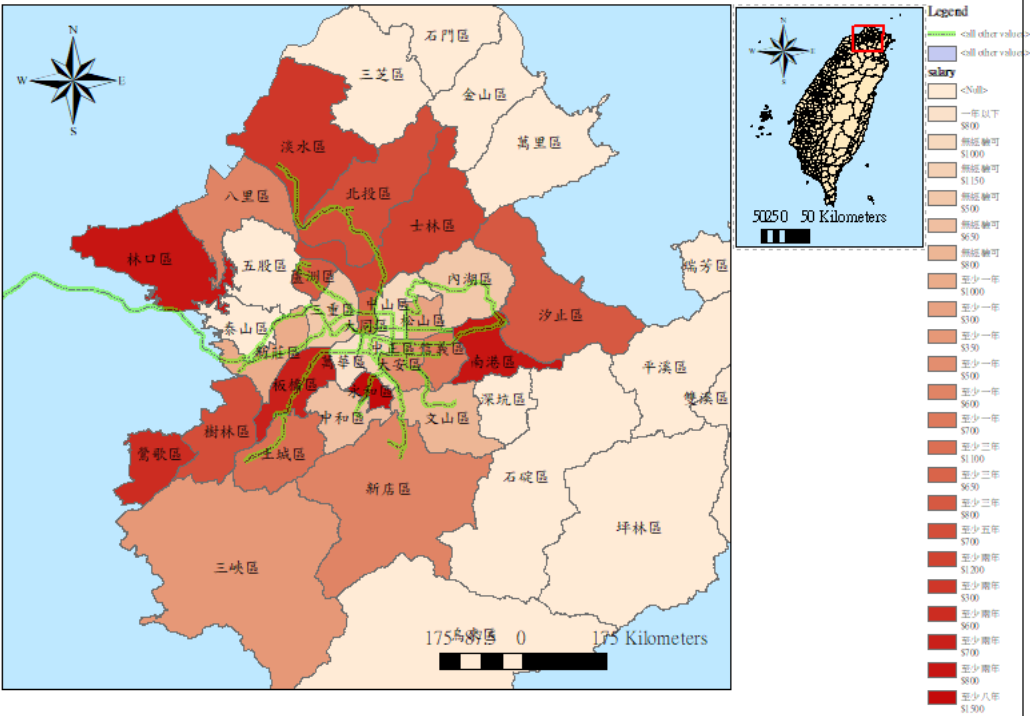 N
W
E
S
石門區
三芝區
金山區
萬里區
淡水區
北投區
八里區
士林區
林口區
五股區
內湖區
瑞芳區
蘆洲區
三重區
中山區
松山區
汐止區
泰山區
大同區
新莊區
中正區
信義區
萬華區
大安區
南港區
平溪區
板橋區
永和區
深坑區
雙溪區
樹林區
中和區
文山區
鶯歌區
土城區
新店區
石碇區
坪林區
三峽區
烏來區
175 87.5 0 175 Kilometers
N
W
E
S
50250 50 Kilometers
Legend
<all other values>
<all other values>
salary
<Null>
一年以下
$800
無經驗可
$1000
無經驗可
$1150
無經驗可
$500
無經驗可
$650
無經驗可
$800
至少一年
$1000
至少一年
$300
至少一年
$350
至少一年
$500
至少一年
$600
至少一年
$700
至少三年
$1100
至少三年
$650
至少三年
$800
至少五年
$700
至少兩年
$1200
至少兩年
$300
至少兩年
$600
至少兩年
$700
至少兩年
$800
至少八年
$1500